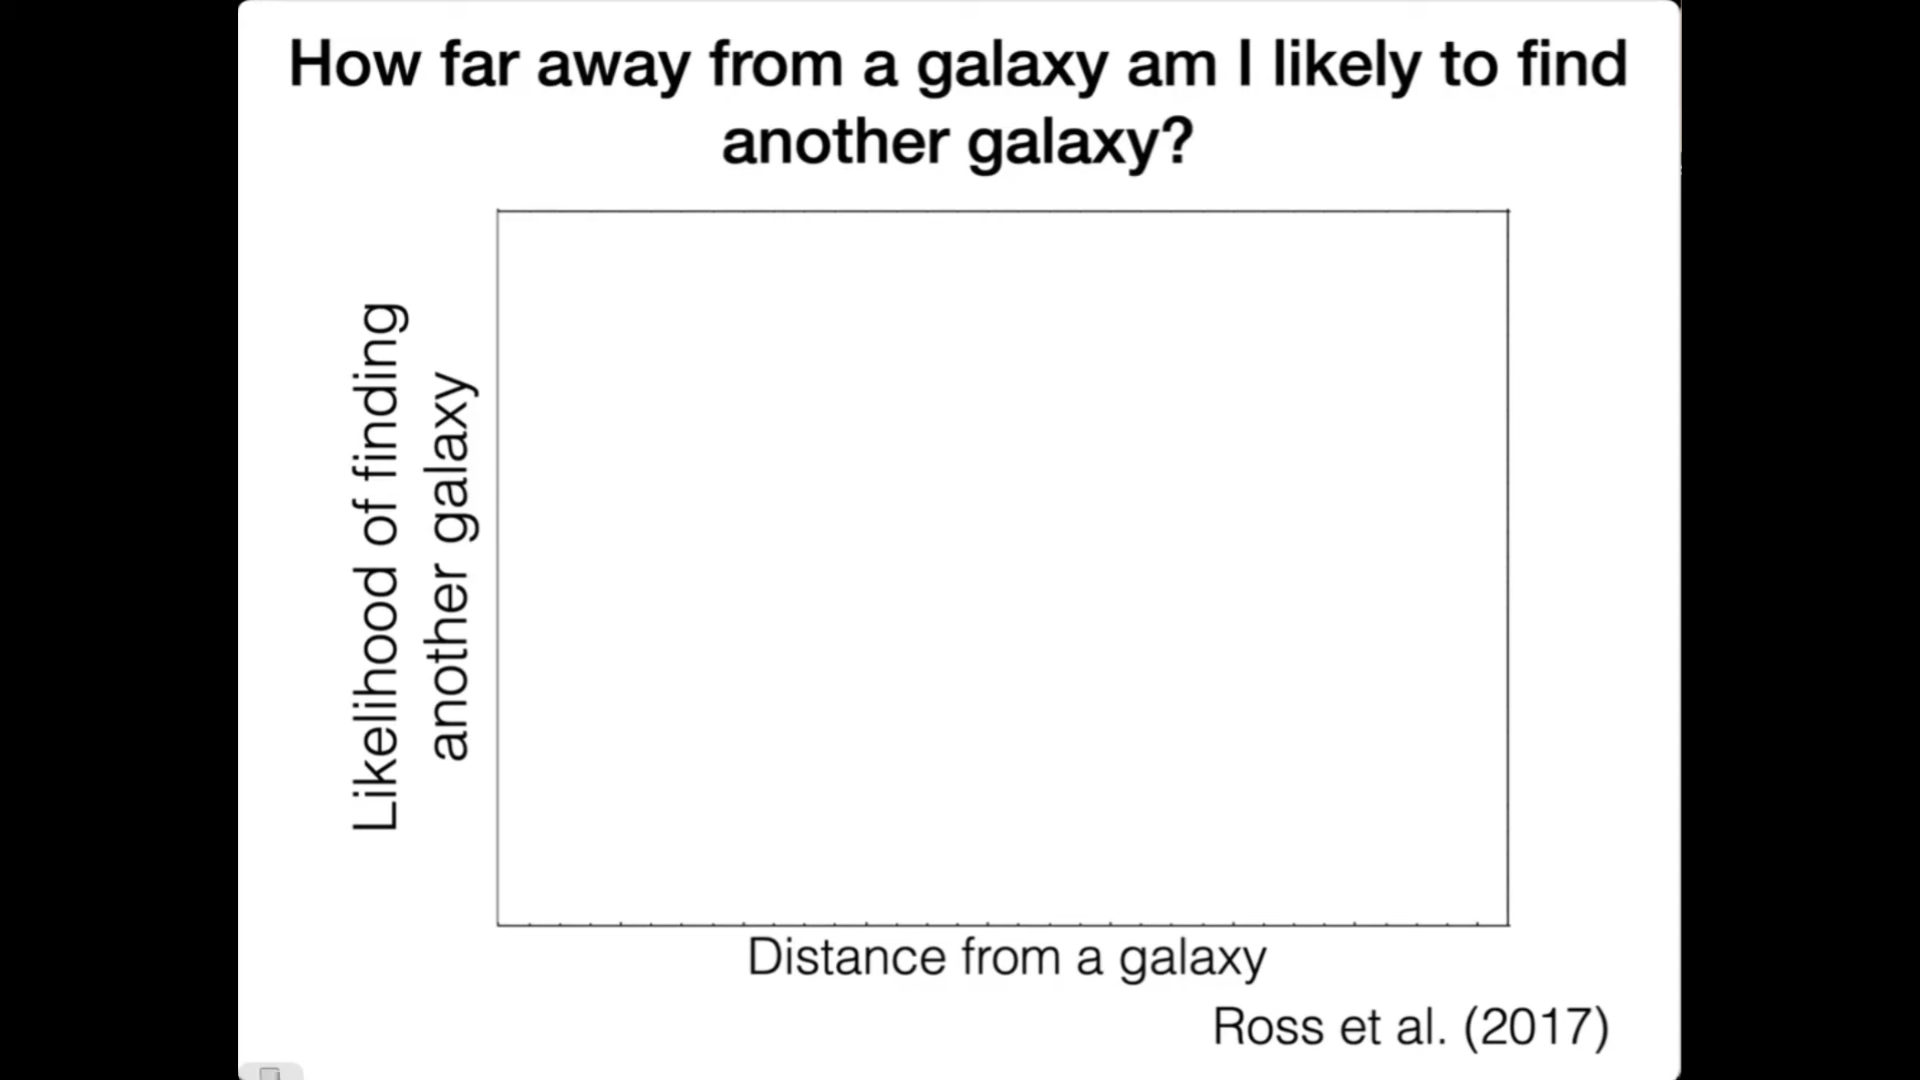 How far away from a galaxy am I likely to find
another galaxy?
Likelihood of finding
another galaxy
Distance from a galaxy
Ross et al. (2017)